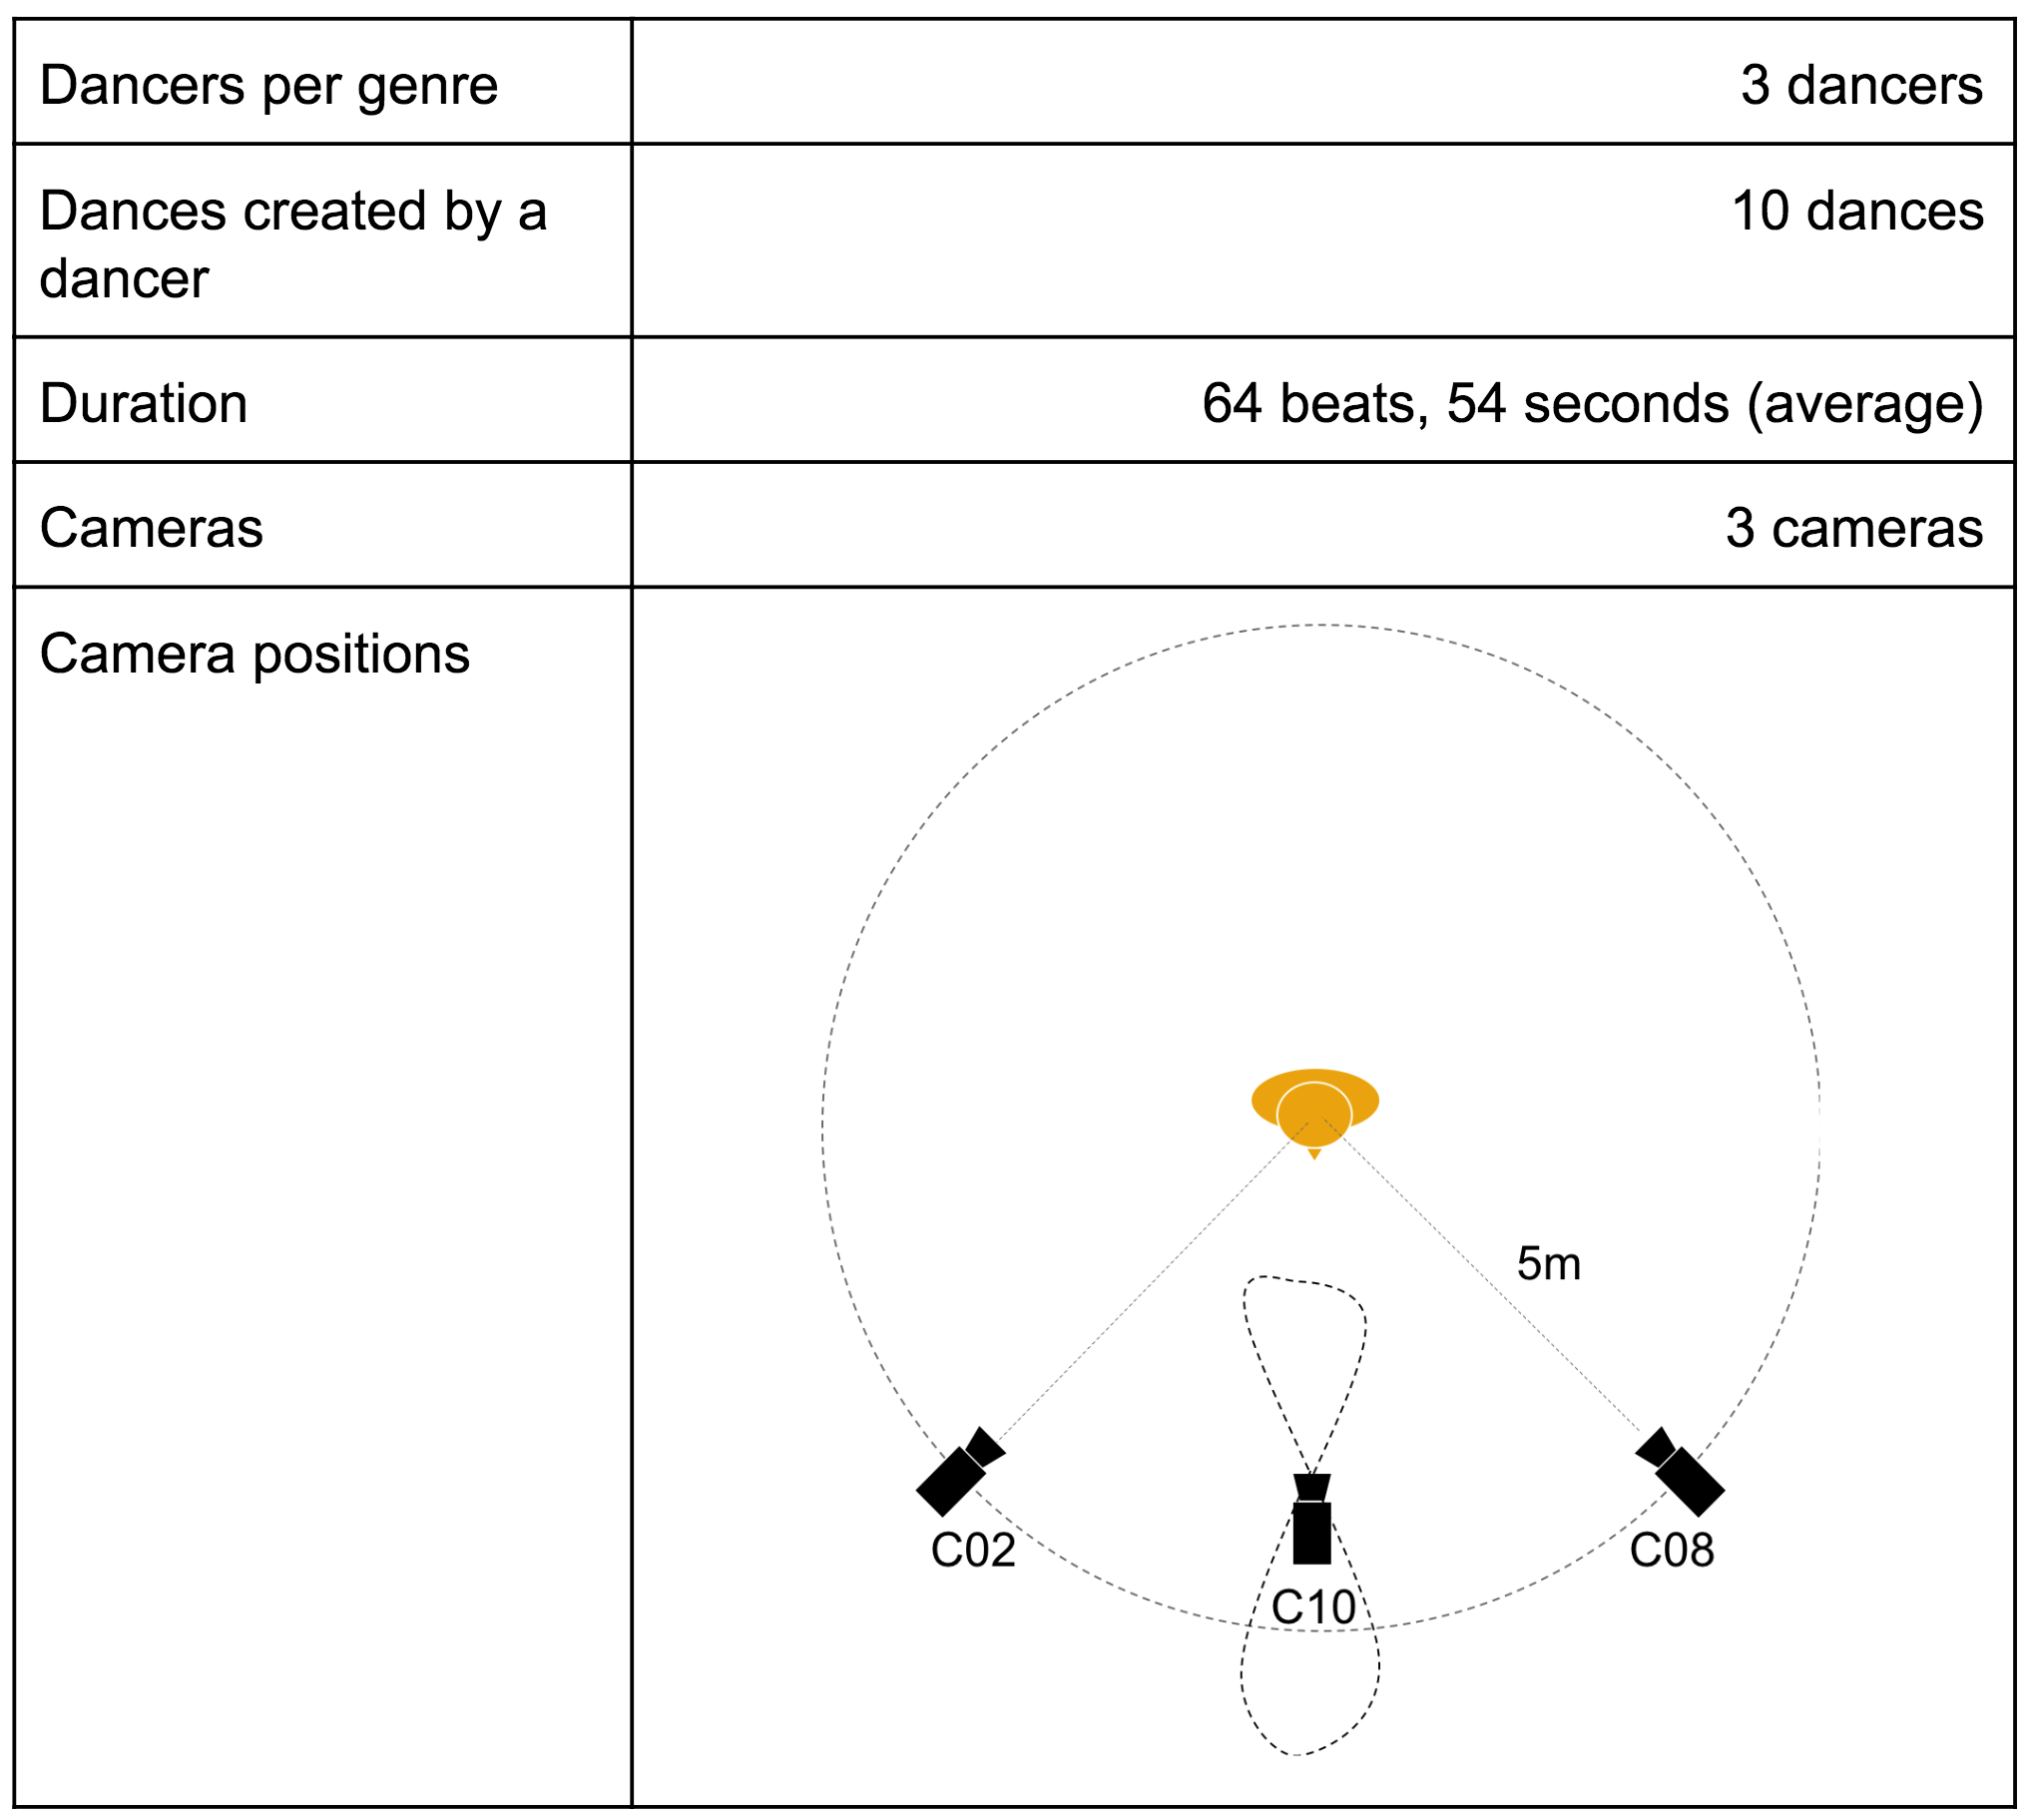 Dancers per genre
3 dancers
Dances created by a
dancer
10 dances
Duration
64 beats, 54 seconds (average)
Cameras
3 cameras
Camera positions
5m
C02
C10
C08